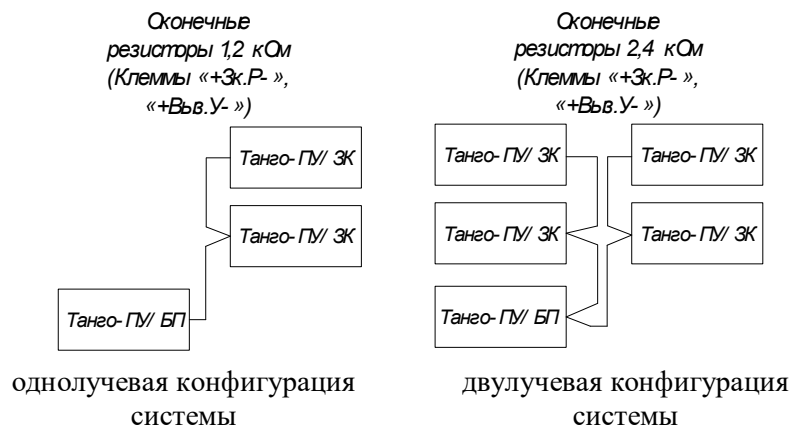 Оконечные
резисторы 1,2 кОм
(Клеммы «+Зк.Р- »,
«+Выв.У- »)
Танго- ПУ/ ЗК
Танго- ПУ/ ЗК
Танго- ПУ/ БП
однолучевая конфигурация
системы
Оконечные
резисторы 2,4 кОм
(Клеммы «+Зк.Р- »,
«+Выв.У- »)
Танго- ПУ/ ЗК
Танго- ПУ/ ЗК
Танго- ПУ/ ЗК
Танго- ПУ/ ЗК
Танго- ПУ/ БП
двулучевая конфигурация
системы